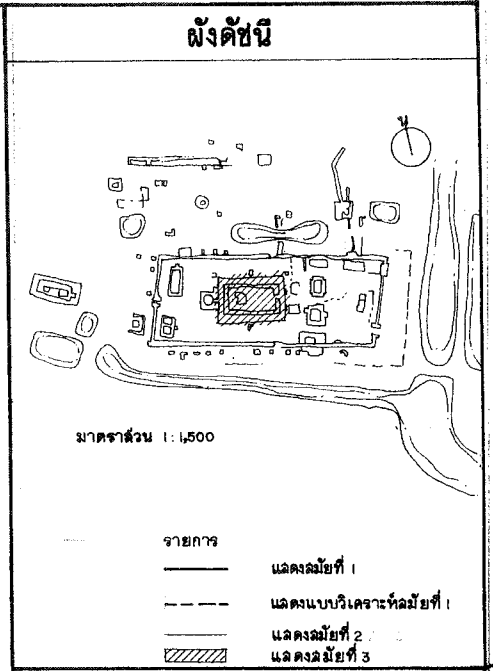 ผังดัชนี
น
มาตราส่วน 1:1,500
รายการ
แสดงสมัยที่ 1
แสดงแบบวิเคราะห์สมัยที่ 1
แสดงสมัยที่ 2
แสดงสมัยที่ 3